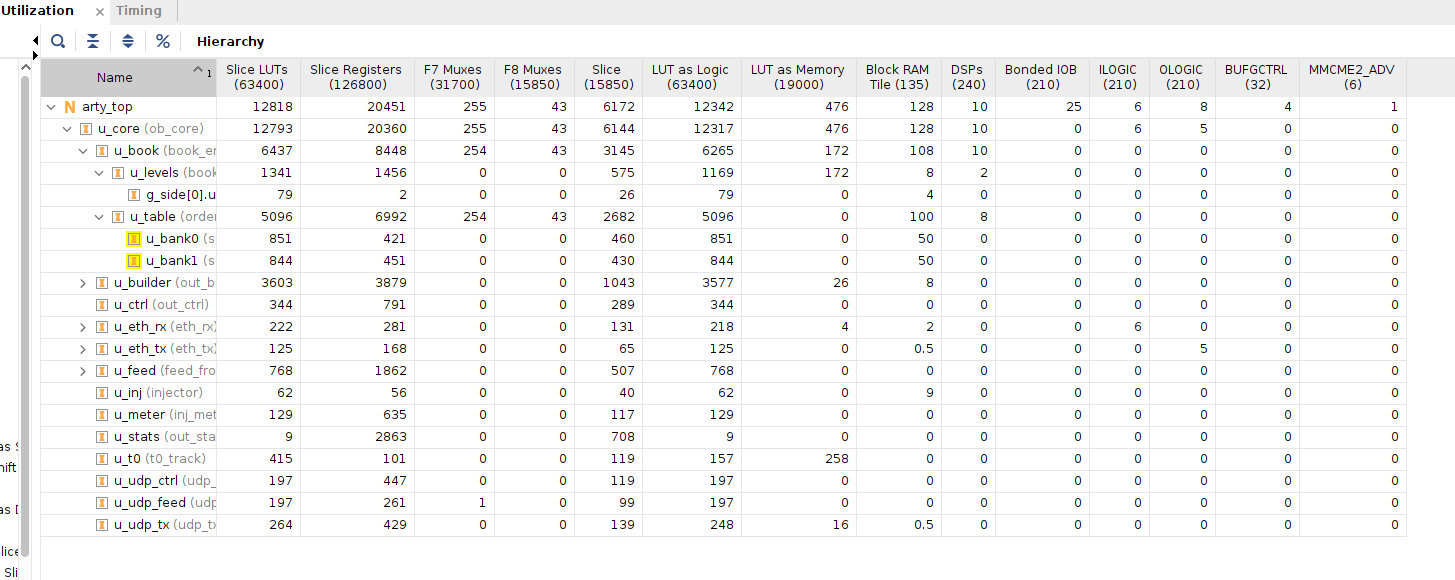 Utilization × Timing
% Hierarchy
Name 1 Slice LUTs (63400) Slice Registers (126800) F7 Muxes (31700) F8 Muxes (15850) Slice (15850) LUT as Logic (63400) LUT as Memory (19000) Block RAM Tile (135) DSPs (240) Bonded IOB (210) ILOGIC (210) OLOGIC (210) BUFGCTRL (32) MMCME2_ADV (6)
N arty_top 12818 20451 255 43 6172 12342 476 128 10 25 6 8 4 1
u_core (ob_core) 12793 20360 255 43 6144 12317 476 128 10 0 6 5 0 0
u_book (book_er 6437 8448 254 43 3145 6265 172 108 10 0 0 0 0 0
u_levels (book 1341 1456 0 0 575 1169 172 8 2 0 0 0 0 0
g_side[0].u 79 2 0 0 26 79 0 4 0 0 0 0 0 0
u_table (order 5096 6992 254 43 2682 5096 0 100 8 0 0 0 0 0
u_bank0 (s 851 421 0 0 460 851 0 50 0 0 0 0 0 0
u_bank1 (s 844 451 0 0 430 844 0 50 0 0 0 0 0 0
u_builder (out_b 3603 3879 0 0 1043 3577 26 8 0 0 0 0 0 0
u_ctrl (out_ctrl) 344 791 0 0 289 344 0 0 0 0 0 0 0 0
u_eth_rx (eth_rx) 222 281 0 0 131 218 4 2 0 0 6 0 0 0
u_eth_tx (eth_tx) 125 168 0 0 65 125 0 0.5 0 0 0 5 0 0
u_feed (feed_fro 768 1862 0 0 507 768 0 0 0 0 0 0 0 0
u_inj (injector) 62 56 0 0 40 62 0 9 0 0 0 0 0 0
u_meter (inj_met 129 635 0 0 117 129 0 0 0 0 0 0 0 0
as S
u_stats (out_sta 9 2863 0 0 708 9 0 0 0 0 0 0 0 0
hift
u_t0 (t0_track) 415 101 0 0 119 157 258 0 0 0 0 0 0 0
u_udp_ctrl (udp_ 197 447 0 0 119 197 0 0 0 0 0 0 0 0
as D
u_udp_feed (udp 197 261 1 0 99 197 0 0 0 0 0 0 0 0
u_udp_tx (udp_tx 264 429 0 0 139 248 16 0.5 0 0 0 0 0 0
lice
Sli